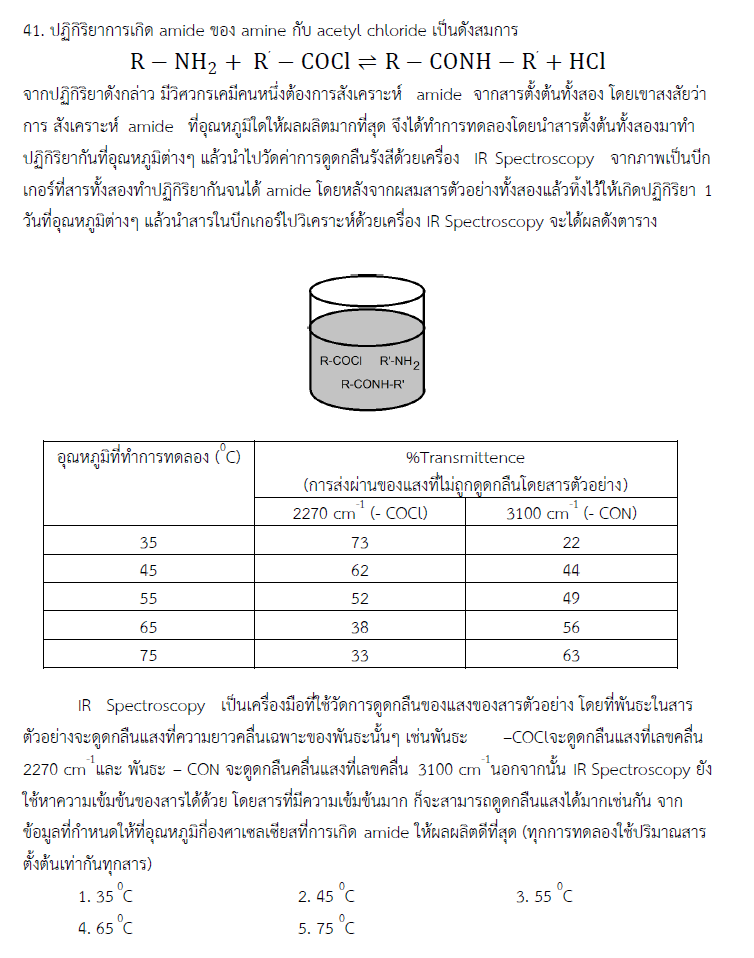 41. ปฏิกิริยาการเกิด amide ของ amine กับ acetyl chloride เป็นดังสมการ
R − NH₂ + R′ − COCl ⇌ R − CONH − R′ + HCl
จากปฏิกิริยาดังกล่าว มีวิศวกรเคมีคนหนึ่งต้องการสังเคราะห์ amide จากสารตั้งต้นทั้งสอง โดยเขาสงสัยว่า
การ สังเคราะห์ amide ที่อุณหภูมิใดให้ผลผลิตมากที่สุด จึงได้ทำการทดลองโดยนำสารตั้งต้นทั้งสองมาทำ
ปฏิกิริยากันที่อุณหภูมิต่างๆ แล้วนำไปวัดค่าการดูดกลืนรังสีด้วยเครื่อง IR Spectroscopy จากภาพเป็นบีก
เกอร์ที่สารทั้งสองทำปฏิกิริยากันจนได้ amide โดยหลังจากผสมสารตัวอย่างทั้งสองแล้วทิ้งไว้ให้เกิดปฏิกิริยา 1
วันที่อุณหภูมิต่างๆ แล้วนำสารในบีกเกอร์ไปวิเคราะห์ด้วยเครื่อง IR Spectroscopy จะได้ผลดังตาราง
R-COCl R'-NH₂
R-CONH-R'
อุณหภูมิที่ทำการทดลอง (⁰C) %Transmittence
(การส่งผ่านของแสงที่ไม่ถูกดูดกลืนโดยสารตัวอย่าง)
2270 cm⁻¹ (- COCl) 3100 cm⁻¹ (- CON)
35 73 22
45 62 44
55 52 49
65 38 56
75 33 63
IR Spectroscopy เป็นเครื่องมือที่ใช้วัดการดูดกลืนของแสงของสารตัวอย่าง โดยที่พันธะในสาร
ตัวอย่างจะดูดกลืนแสงที่ความยาวคลื่นเฉพาะของพันธะนั้นๆ เช่นพันธะ –COClจะดูดกลืนแสงที่เลขคลื่น
2270 cm⁻¹และ พันธะ – CON จะดูดกลืนคลื่นแสงที่เลขคลื่น 3100 cm⁻¹นอกจากนั้น IR Spectroscopy ยัง
ใช้หาความเข้มข้นของสารได้ด้วย โดยสารที่มีความเข้มข้นมาก ก็จะสามารถดูดกลืนแสงได้มากเช่นกัน จาก
ข้อมูลที่กำหนดให้ที่อุณหภูมิกี่องศาเซลเซียสที่การเกิด amide ให้ผลผลิตดีที่สุด (ทุกการทดลองใช้ปริมาณสาร
ตั้งต้นเท่ากันทุกสาร)
1. 35 ⁰C 2. 45 ⁰C 3. 55 ⁰C
4. 65 ⁰C 5. 75 ⁰C